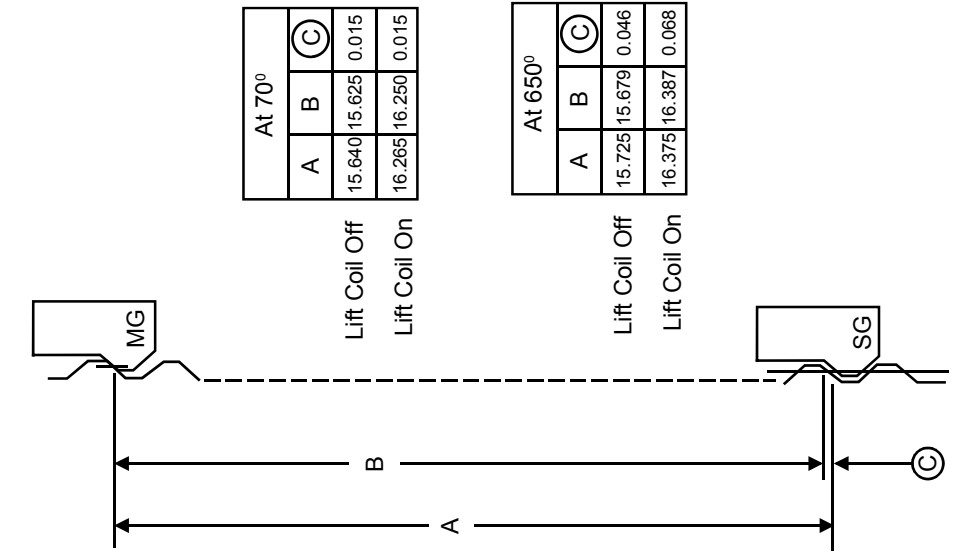 At 70⁰
A B C
Lift Coil Off 15.640 15.625 0.015
Lift Coil On 16.265 16.250 0.015
At 650⁰
A B C
Lift Coil Off 15.725 15.679 0.046
Lift Coil On 16.375 16.387 0.068
MG
SG
B
C
A